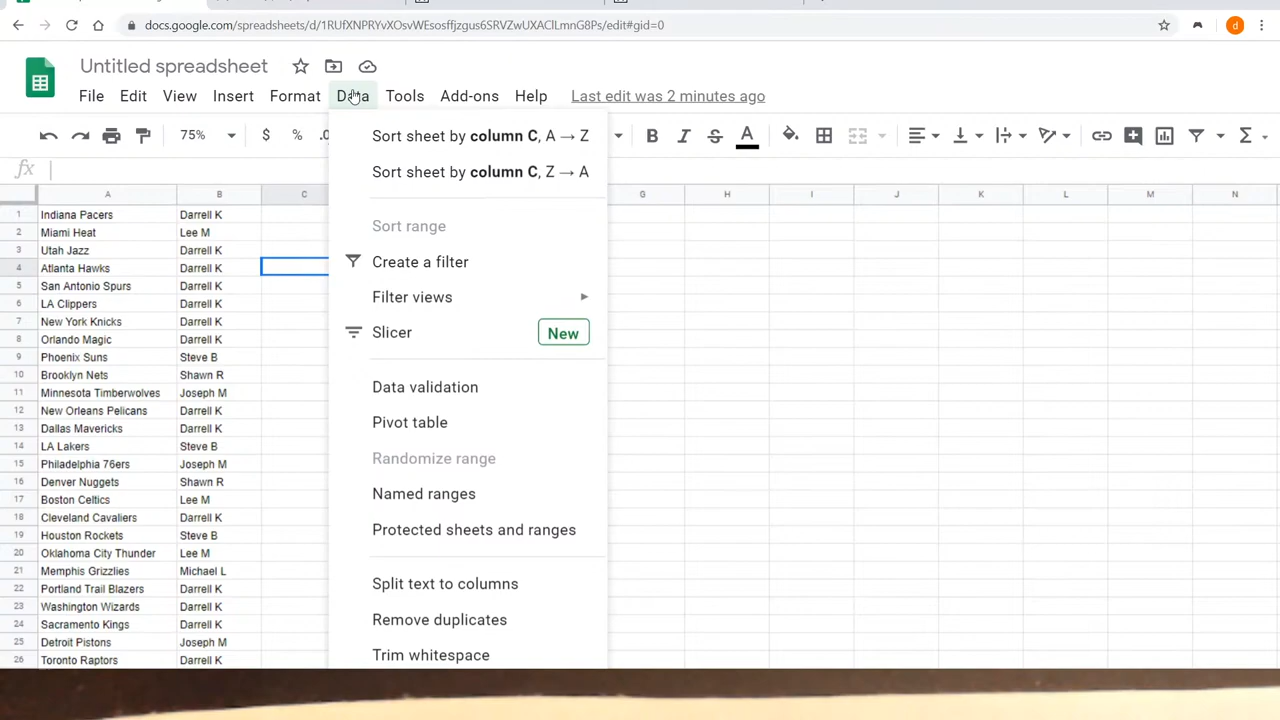 docs.google.com/spreadsheets/d/1RUfXNPRYvXOsvWEsosffjzgus6SRVZwUXAClLmnG8Ps/edit#gid=0
d
Untitled spreadsheet
File Edit View Insert Format Data Tools Add-ons Help Last edit was 2 minutes ago
75% $ % .0 B I S A Σ
fx
A B C G H I J K L M N
1 Indiana Pacers Darrell K
2 Miami Heat Lee M
3 Utah Jazz Darrell K
4 Atlanta Hawks Darrell K
5 San Antonio Spurs Darrell K
6 LA Clippers Darrell K
7 New York Knicks Darrell K
8 Orlando Magic Darrell K
9 Phoenix Suns Steve B
10 Brooklyn Nets Shawn R
11 Minnesota Timberwolves Joseph M
12 New Orleans Pelicans Darrell K
13 Dallas Mavericks Darrell K
14 LA Lakers Steve B
15 Philadelphia 76ers Joseph M
16 Denver Nuggets Shawn R
17 Boston Celtics Lee M
18 Cleveland Cavaliers Darrell K
19 Houston Rockets Steve B
20 Oklahoma City Thunder Lee M
21 Memphis Grizzlies Michael L
22 Portland Trail Blazers Darrell K
23 Washington Wizards Darrell K
24 Sacramento Kings Darrell K
25 Detroit Pistons Joseph M
26 Toronto Raptors Darrell K
Sort sheet by column C, A → Z
Sort sheet by column C, Z → A
Sort range
Create a filter
Filter views
Slicer New
Data validation
Pivot table
Randomize range
Named ranges
Protected sheets and ranges
Split text to columns
Remove duplicates
Trim whitespace